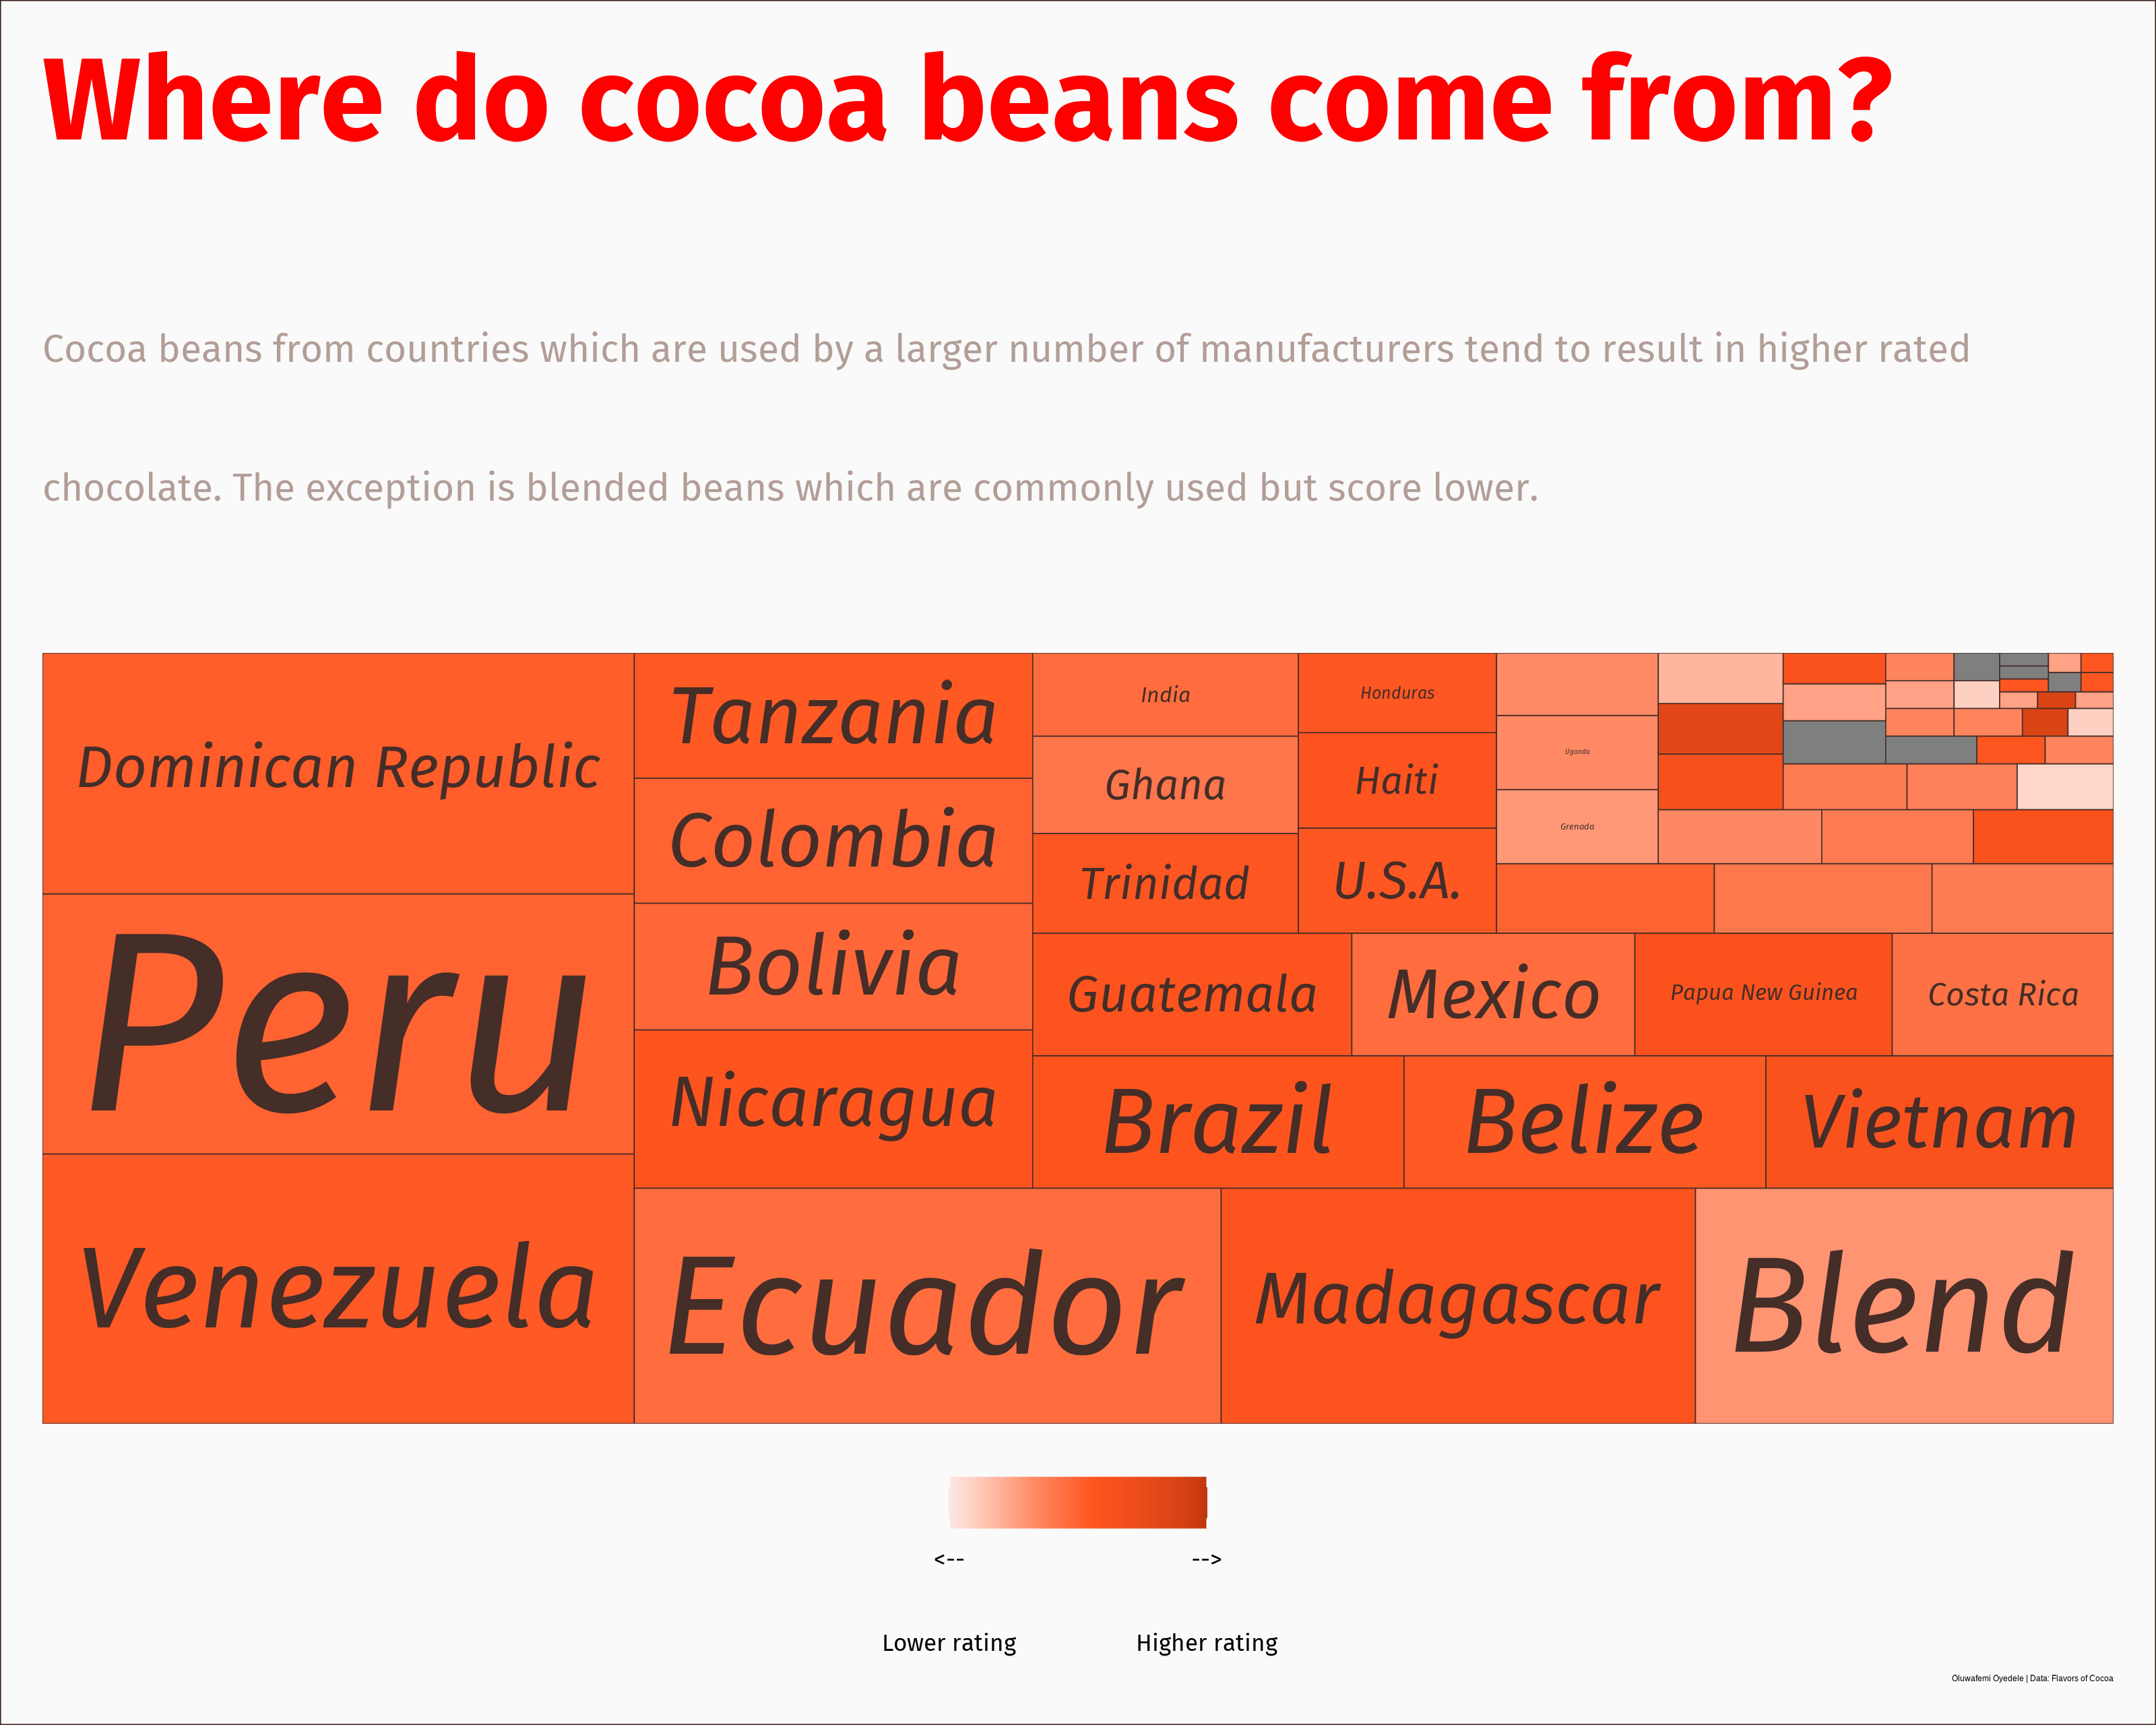 Where do cocoa beans come from?
Cocoa beans from countries which are used by a larger number of manufacturers tend to result in higher rated
chocolate. The exception is blended beans which are commonly used but score lower.
Dominican Republic
Peru
Venezuela
Tanzania
Colombia
Bolivia
Nicaragua
Ecuador
Madagascar
Blend
India
Ghana
Trinidad
Honduras
Haiti
U.S.A.
Uganda
Grenada
Guatemala
Mexico
Papua New Guinea
Costa Rica
Brazil
Belize
Vietnam
<-- -->
Lower rating Higher rating
Oluwafemi Oyedele | Data: Flavors of Cocoa